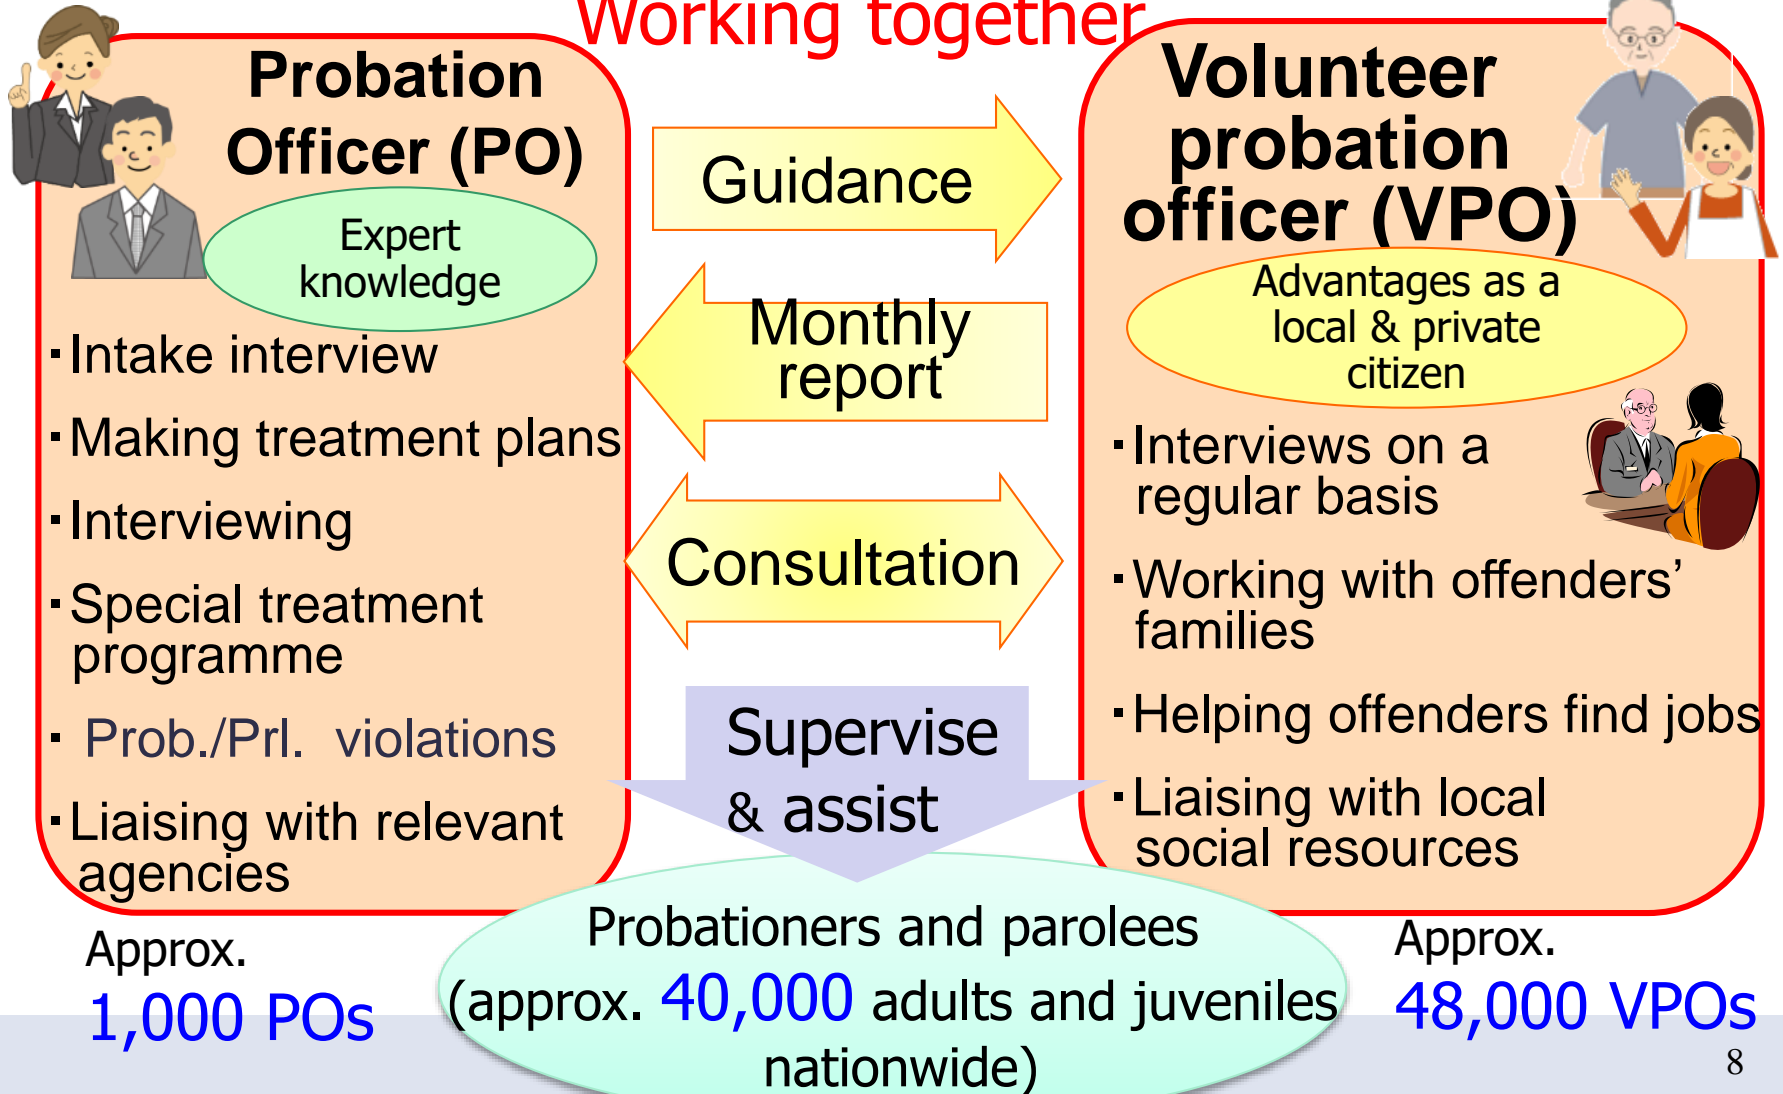 Working together
Probation
Officer (PO)
Expert
knowledge
・Intake interview
・Making treatment plans
・Interviewing
・Special treatment
programme
・ Prob./Prl. violations
・Liaising with relevant
agencies
Approx.
1,000 POs
Guidance
Monthly
report
Consultation
Supervise
& assist
Probationers and parolees
(approx. 40,000 adults and juveniles
nationwide)
Volunteer
probation
officer (VPO)
Advantages as a
local & private
citizen
・Interviews on a
regular basis
・Working with offenders’
families
・Helping offenders find jobs
・Liaising with local
social resources
Approx.
48,000 VPOs
8